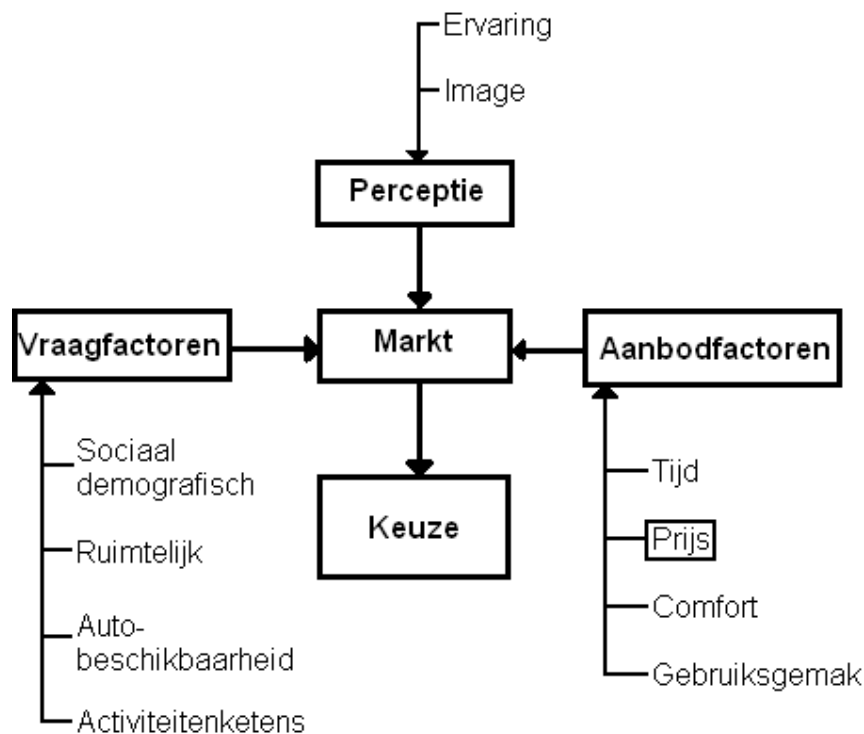 Ervaring
Image
Perceptie
Vraagfactoren
Markt
Aanbodfactoren
Sociaal
demografisch
Ruimtelijk
Auto-
beschikbaarheid
Activiteitenketens
Keuze
Tijd
Prijs
Comfort
Gebruiksgemak